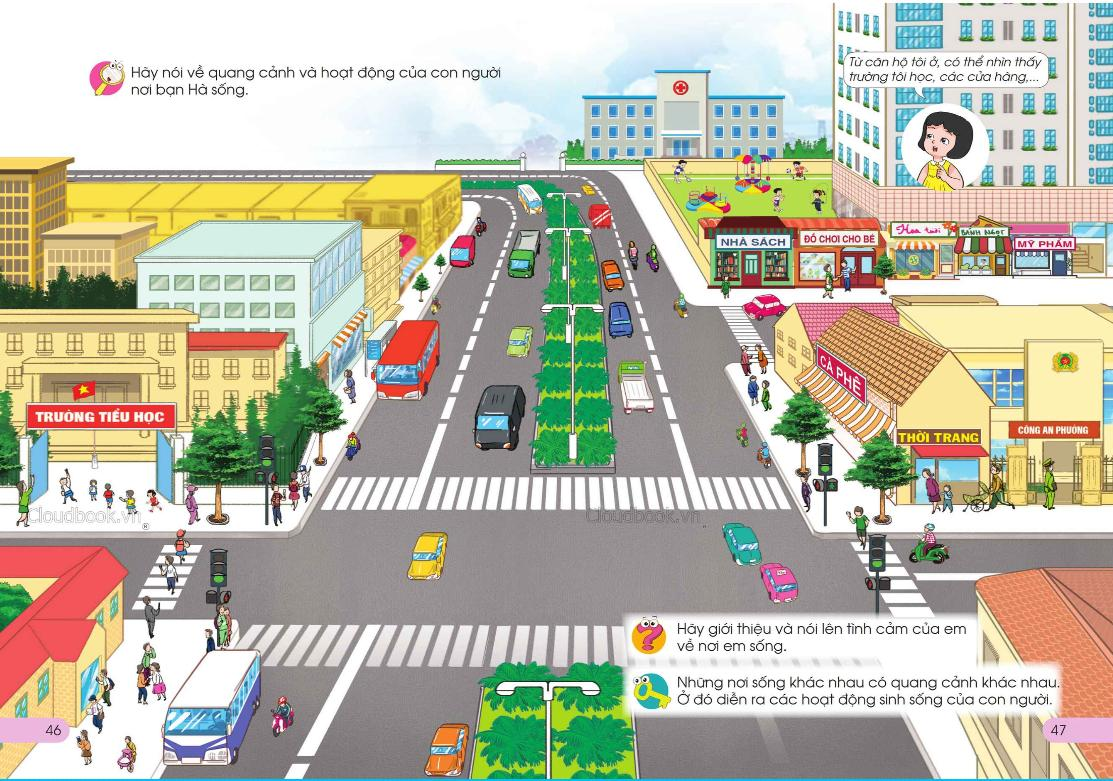 Hãy nói về quang cảnh và hoạt động của con người
nơi bạn Hà sống.
Từ căn hộ tôi ở, có thể nhìn thấy
trường tôi học, các cửa hàng,...
NHÀ SÁCH
ĐỒ CHƠI CHO BÉ
Hoa tươi
BÁNH NGỌT
MỸ PHẨM
CÀ PHÊ
THỜI TRANG
CÔNG AN PHƯỜNG
TRƯỜNG TIỂU HỌC
Cloudbook.vn
Cloudbook.vn
Hãy giới thiệu và nói lên tình cảm của em
về nơi em sống.
Những nơi sống khác nhau có quang cảnh khác nhau.
Ở đó diễn ra các hoạt động sinh sống của con người.
46
47